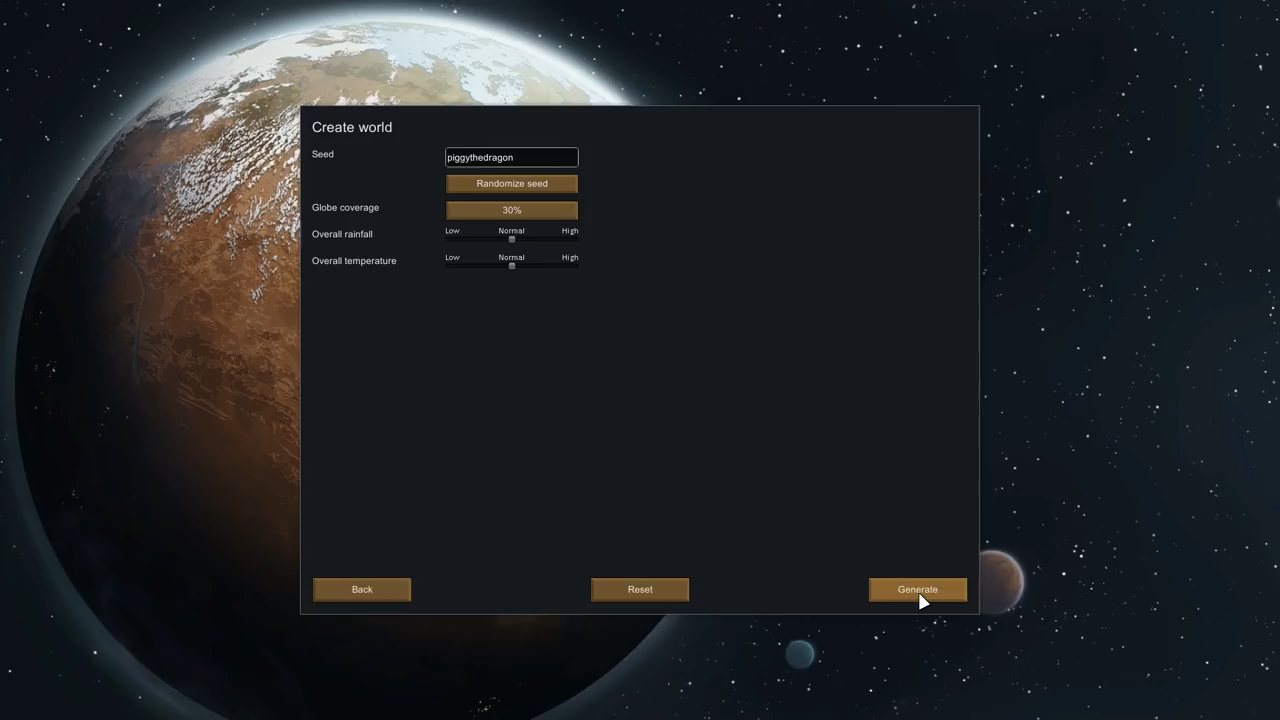 Create world
Seed
piggythedragon
Randomize seed
Globe coverage
30%
Overall rainfall
Low Normal High
Overall temperature
Low Normal High
Back
Reset
Generate